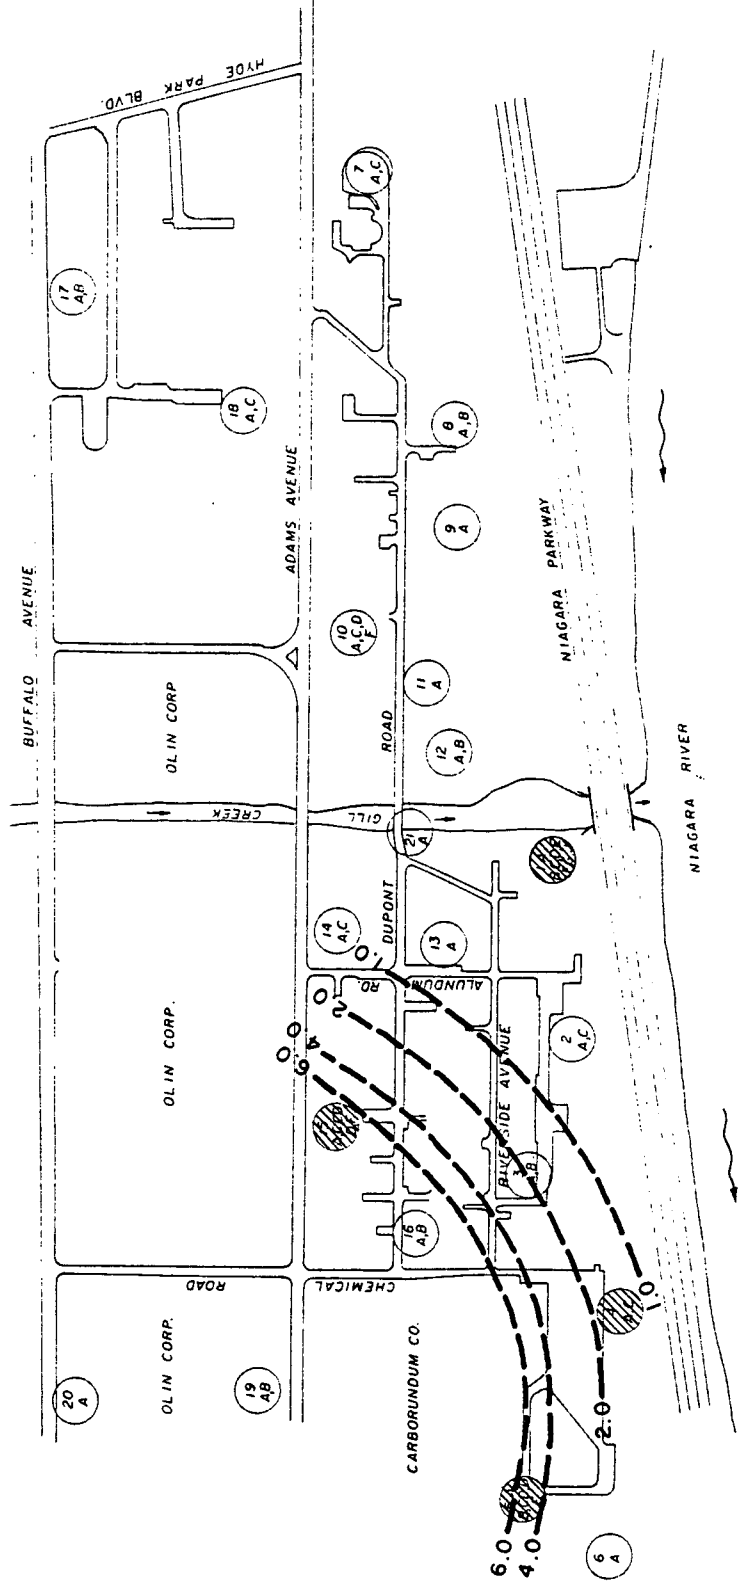 HYDE PARK BLVD.
BUFFALO AVENUE
ADAMS AVENUE
NIAGARA PARKWAY
NIAGARA RIVER
DUPONT ROAD
GILL CREEK
ALUNDUM RD.
RIVERSIDE AVENUE
CHEMICAL ROAD
OLIN CORP
OLIN CORP.
OLIN CORP.
CARBORUNDUM CO.
17
A,B
18
A,C
7
A,C
8
A,B
9
A
10
A,C,D
F
11
A
12
A,B
21
A
14
A,C
13
A
2
A,C
3
A,B
16
A,B
19
A,B
20
A
6
A
1.0
2.0
4.0
6.0
1.0
2.0
4.0
6.0